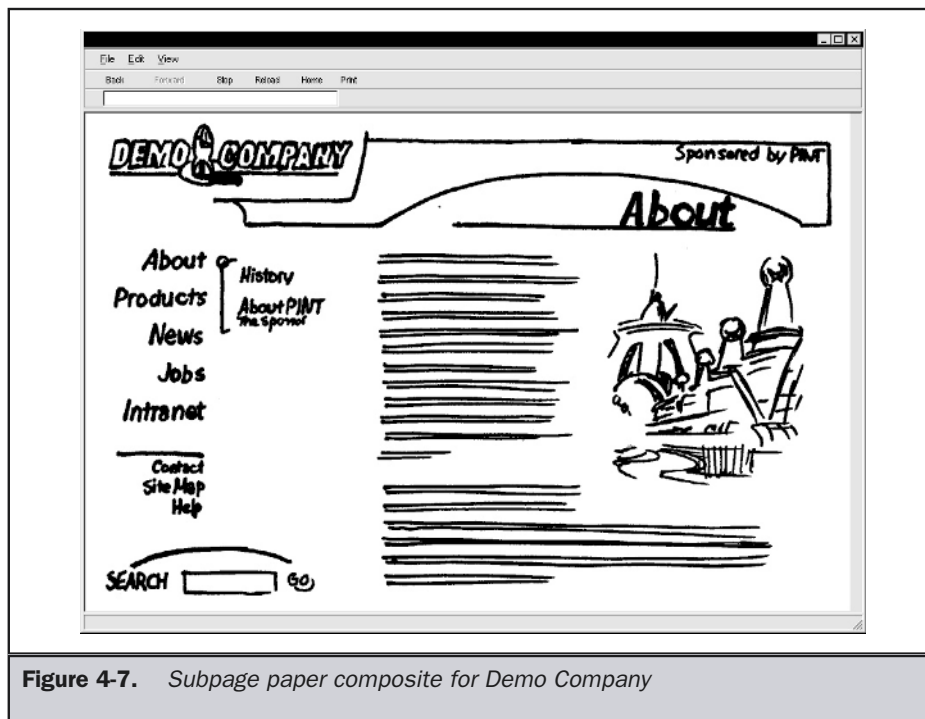 File Edit View
Back Forward Stop Reload Home Print
DEMO COMPANY
Sponsored by PINT
About
About
History
Products
About PINT
The Sponsor
News
Jobs
Intranet
Contact
Site Map
Help
SEARCH GO
Figure 4-7. Subpage paper composite for Demo Company